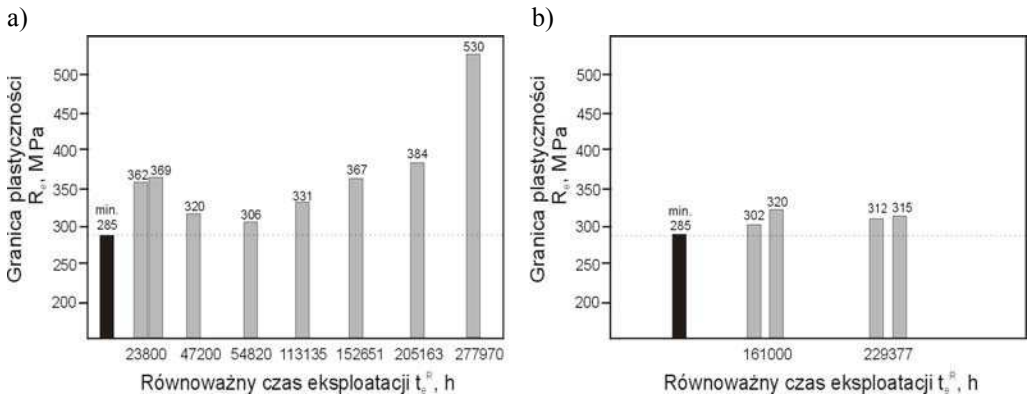 a)
Granica plastyczności
Rₑ, MPa
500
450
400
350
300
250
200
min.
285
362
369
320
306
331
367
384
530
23800 47200 54820 113135 152651 205163 277970
Równoważny czas eksploatacji tₑᴿ, h
b)
Granica plastyczności
Rₑ, MPa
500
450
400
350
300
250
200
min.
285
302
320
312
315
161000 229377
Równoważny czas eksploatacji tₑᴿ, h